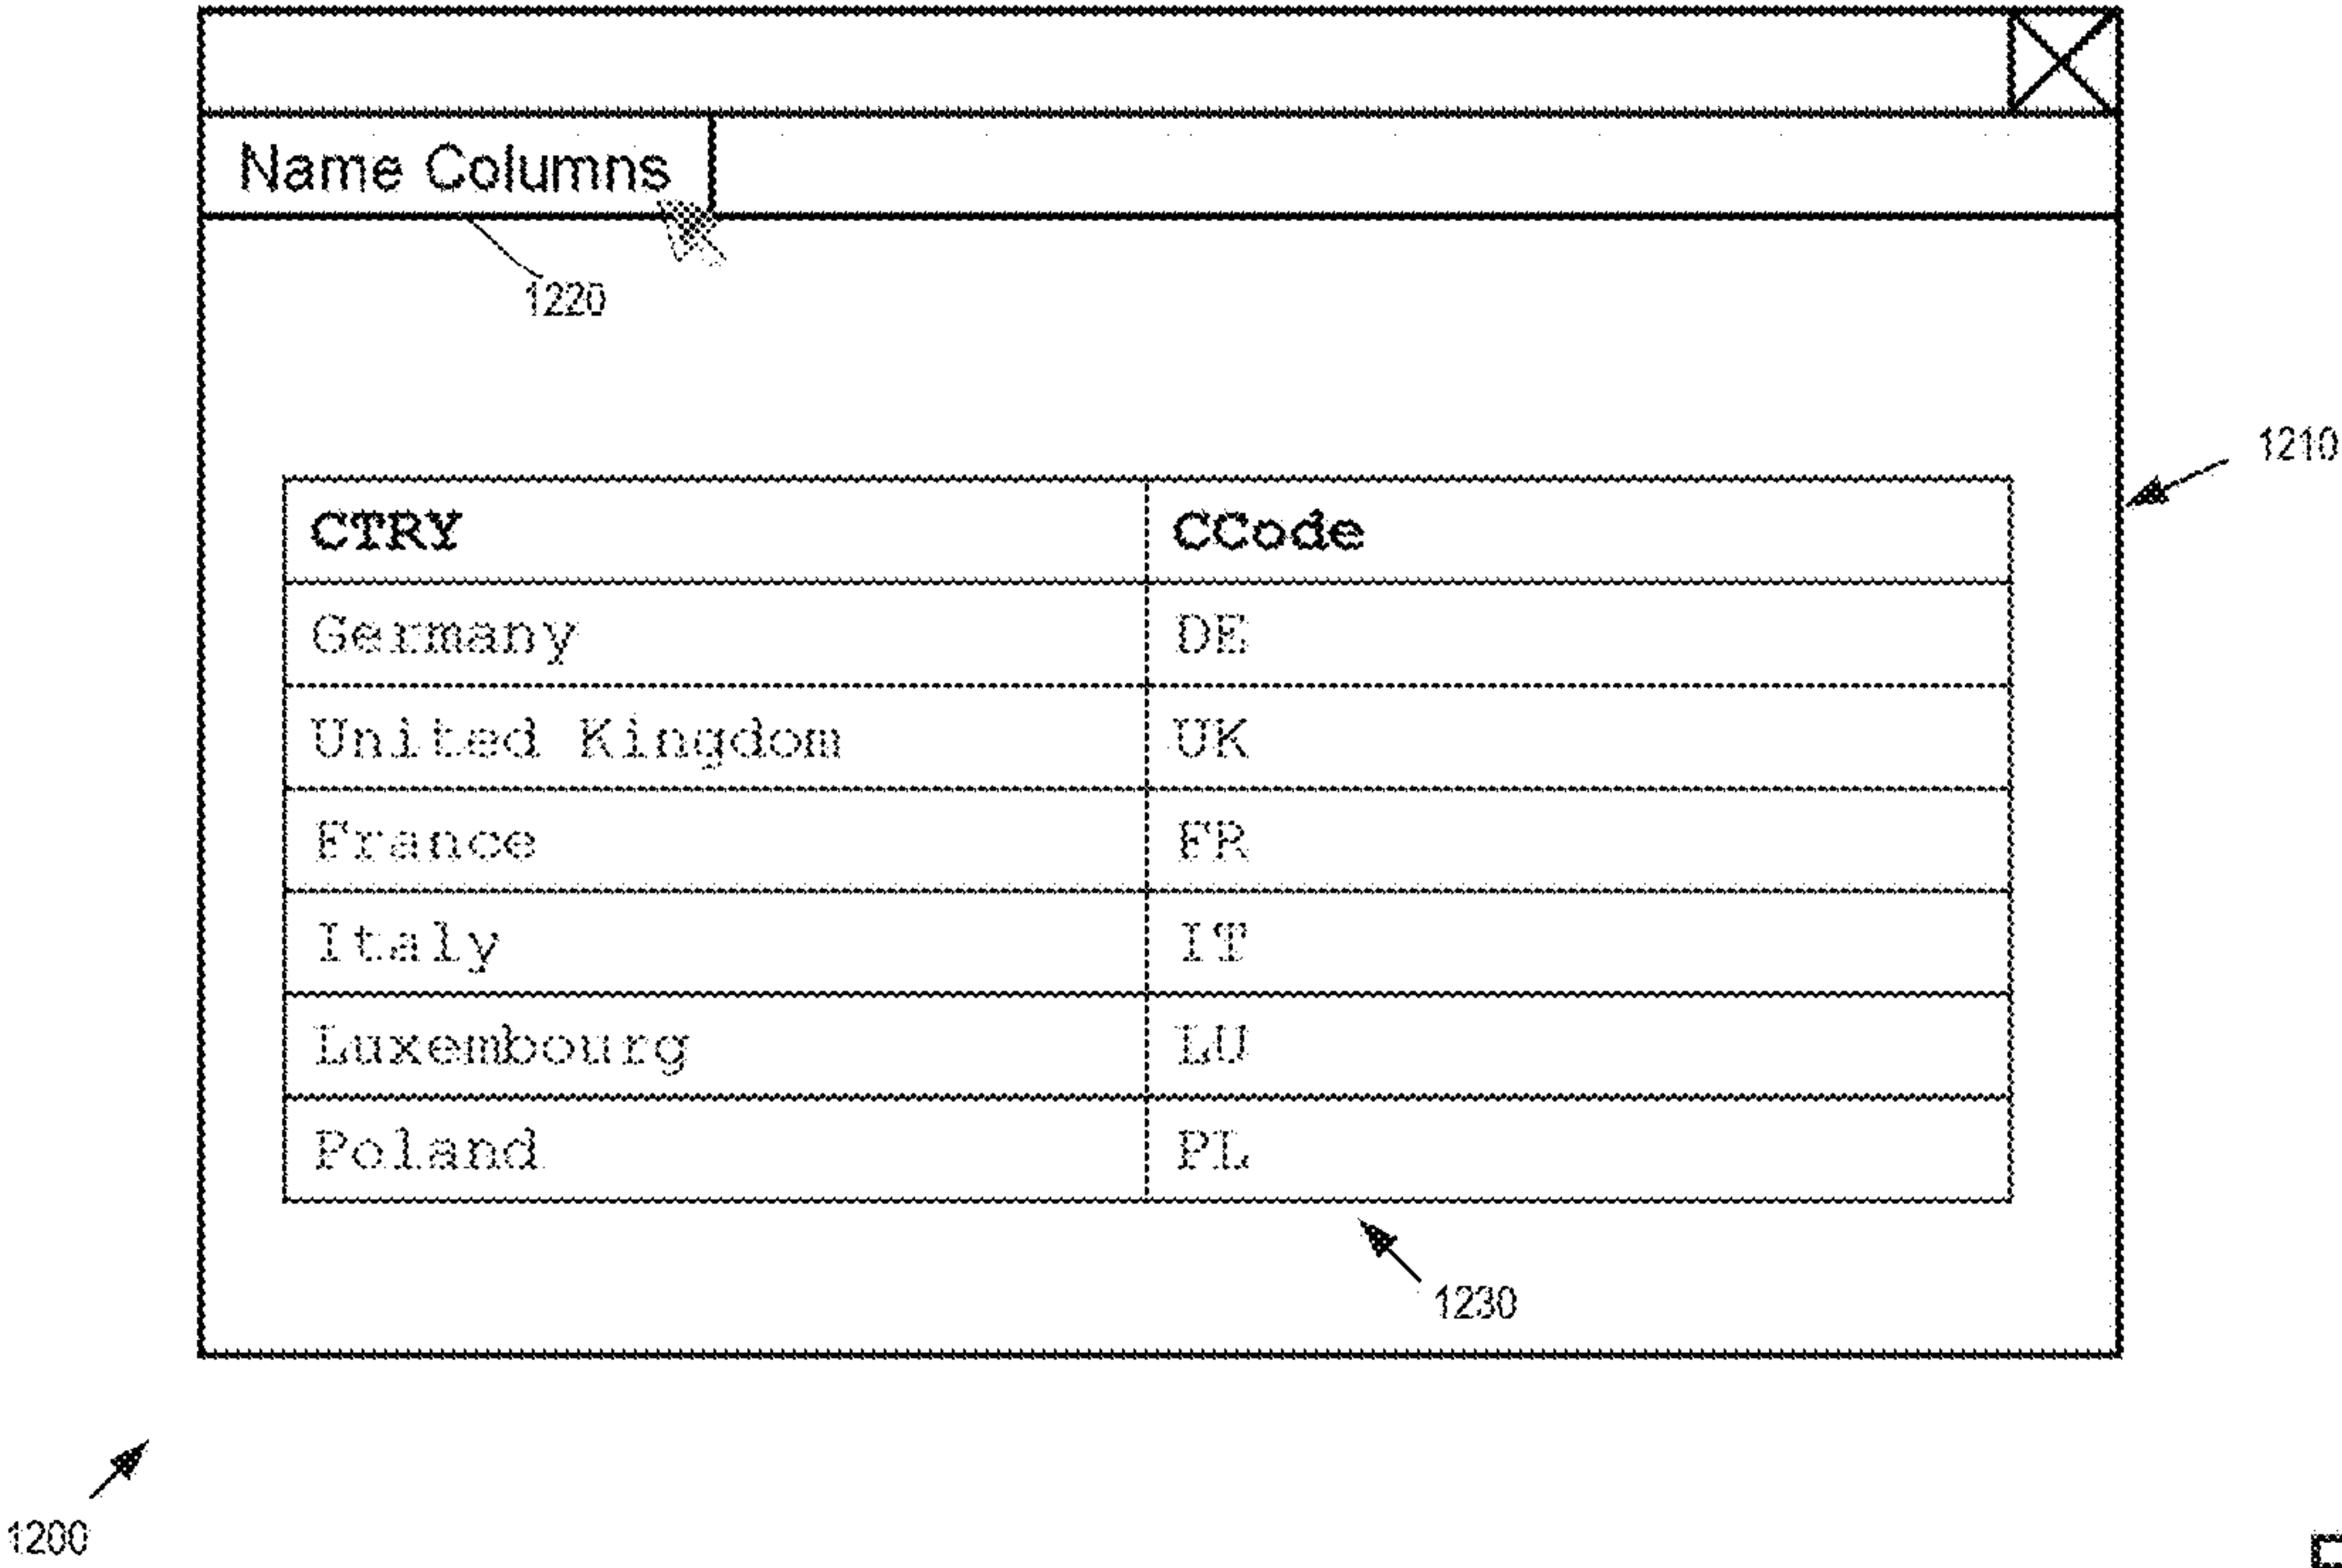 Name Columns
1220
1210
CTRY CCode
Germany DE
United Kingdom UK
France FR
Italy IT
Luxembourg LU
Poland PL
1230
1200